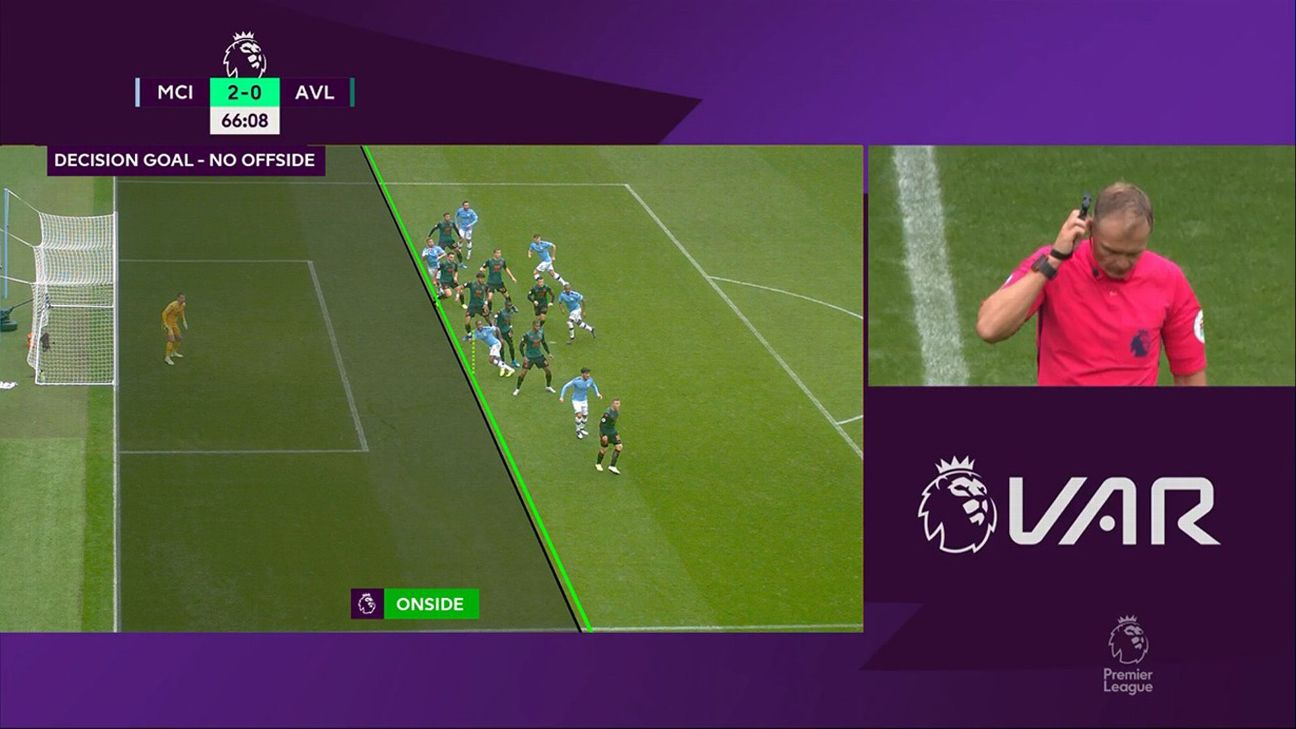 MCI 2-0 AVL
66:08
DECISION GOAL - NO OFFSIDE
ONSIDE
VAR
Premier
League